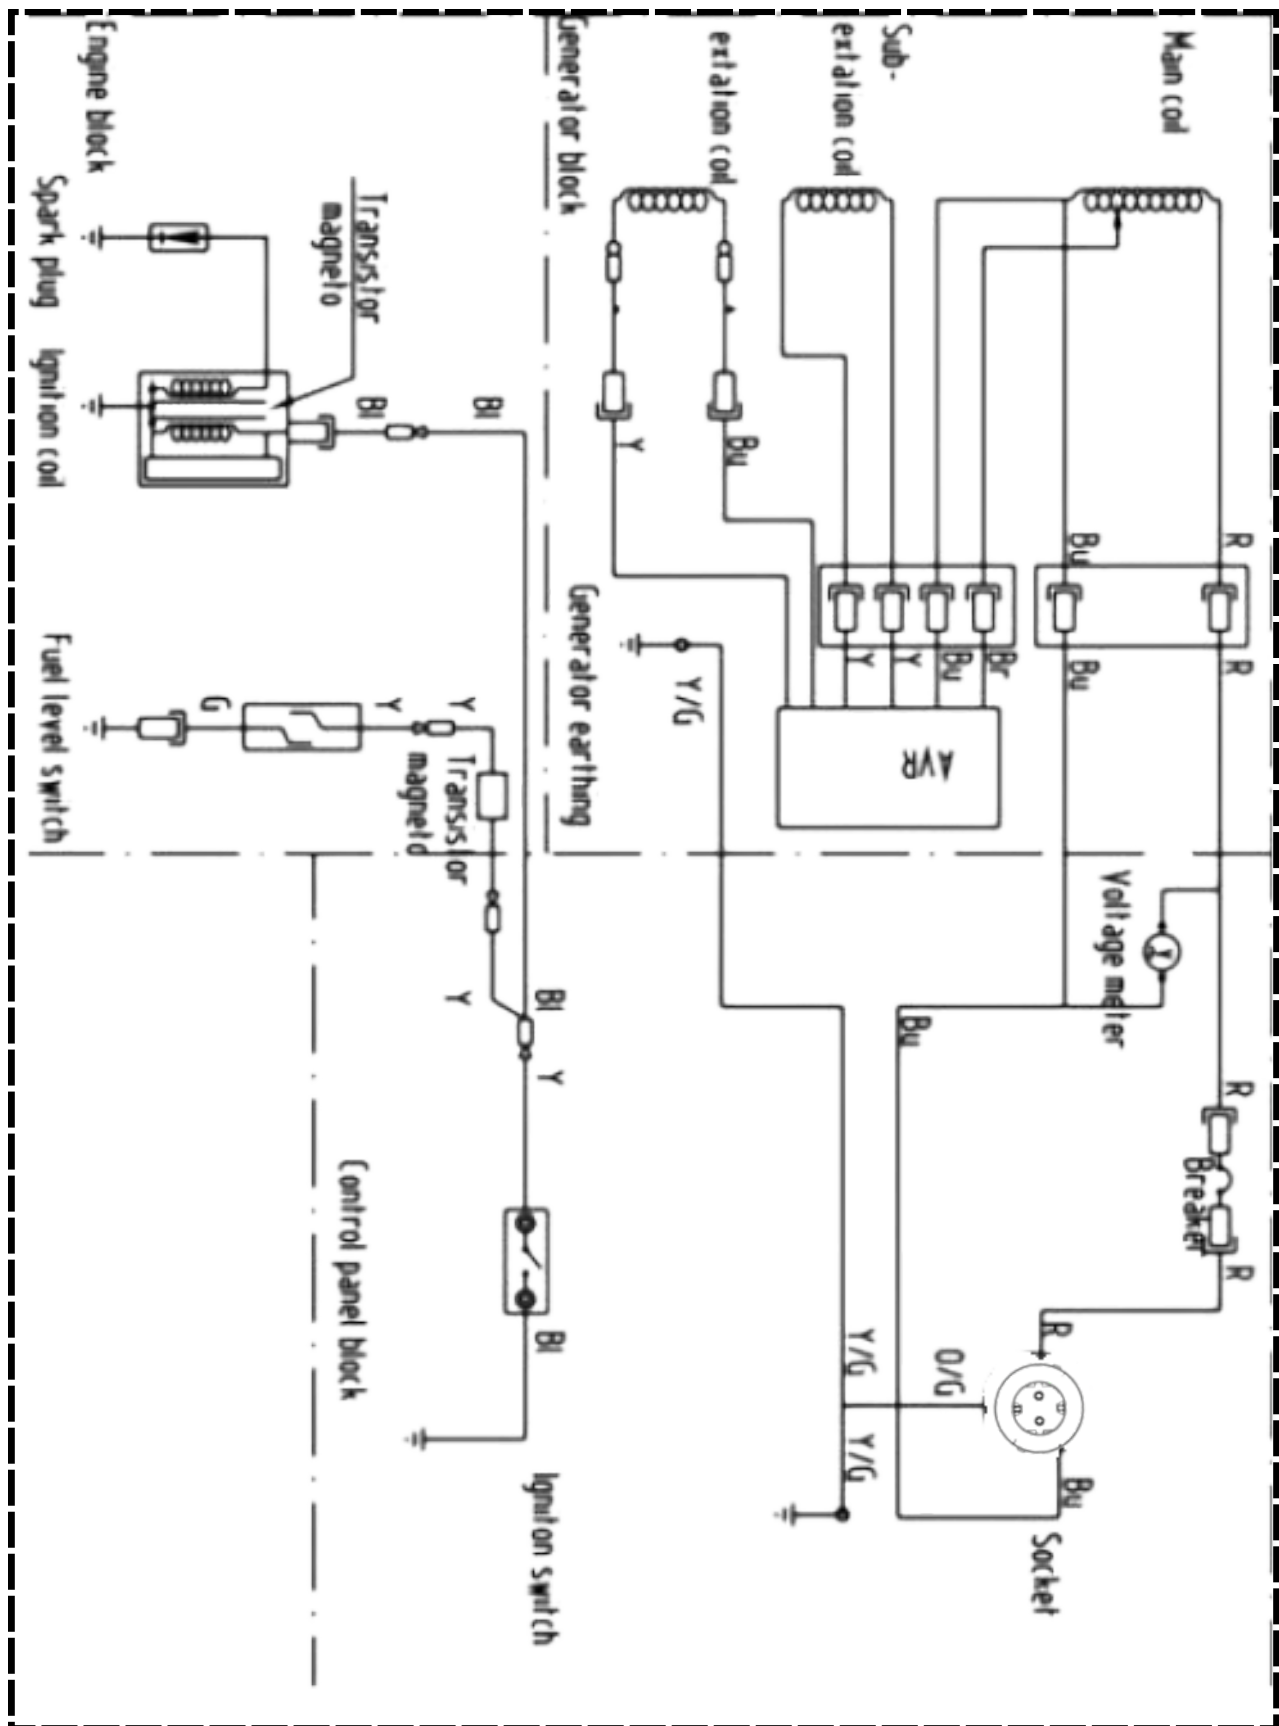 Main coil
R
R
R
Breaker
R
Bu
Bu
Voltage meter
R
Bu
Socket
Br
Bu
Y
Y
O/G
AVR
Bu
Sub-
extation coil
Y/G
Y/G
extation coil
Bu
Y/G
Y
Generator block
Generator earthing
Bl
Y
Bl
Igniton switch
Bl
Bl
Y
Y
Y
Transistor
magneto
Transistor
magneto
Control panel block
G
Engine block
Spark plug
Ignition coil
Fuel level switch